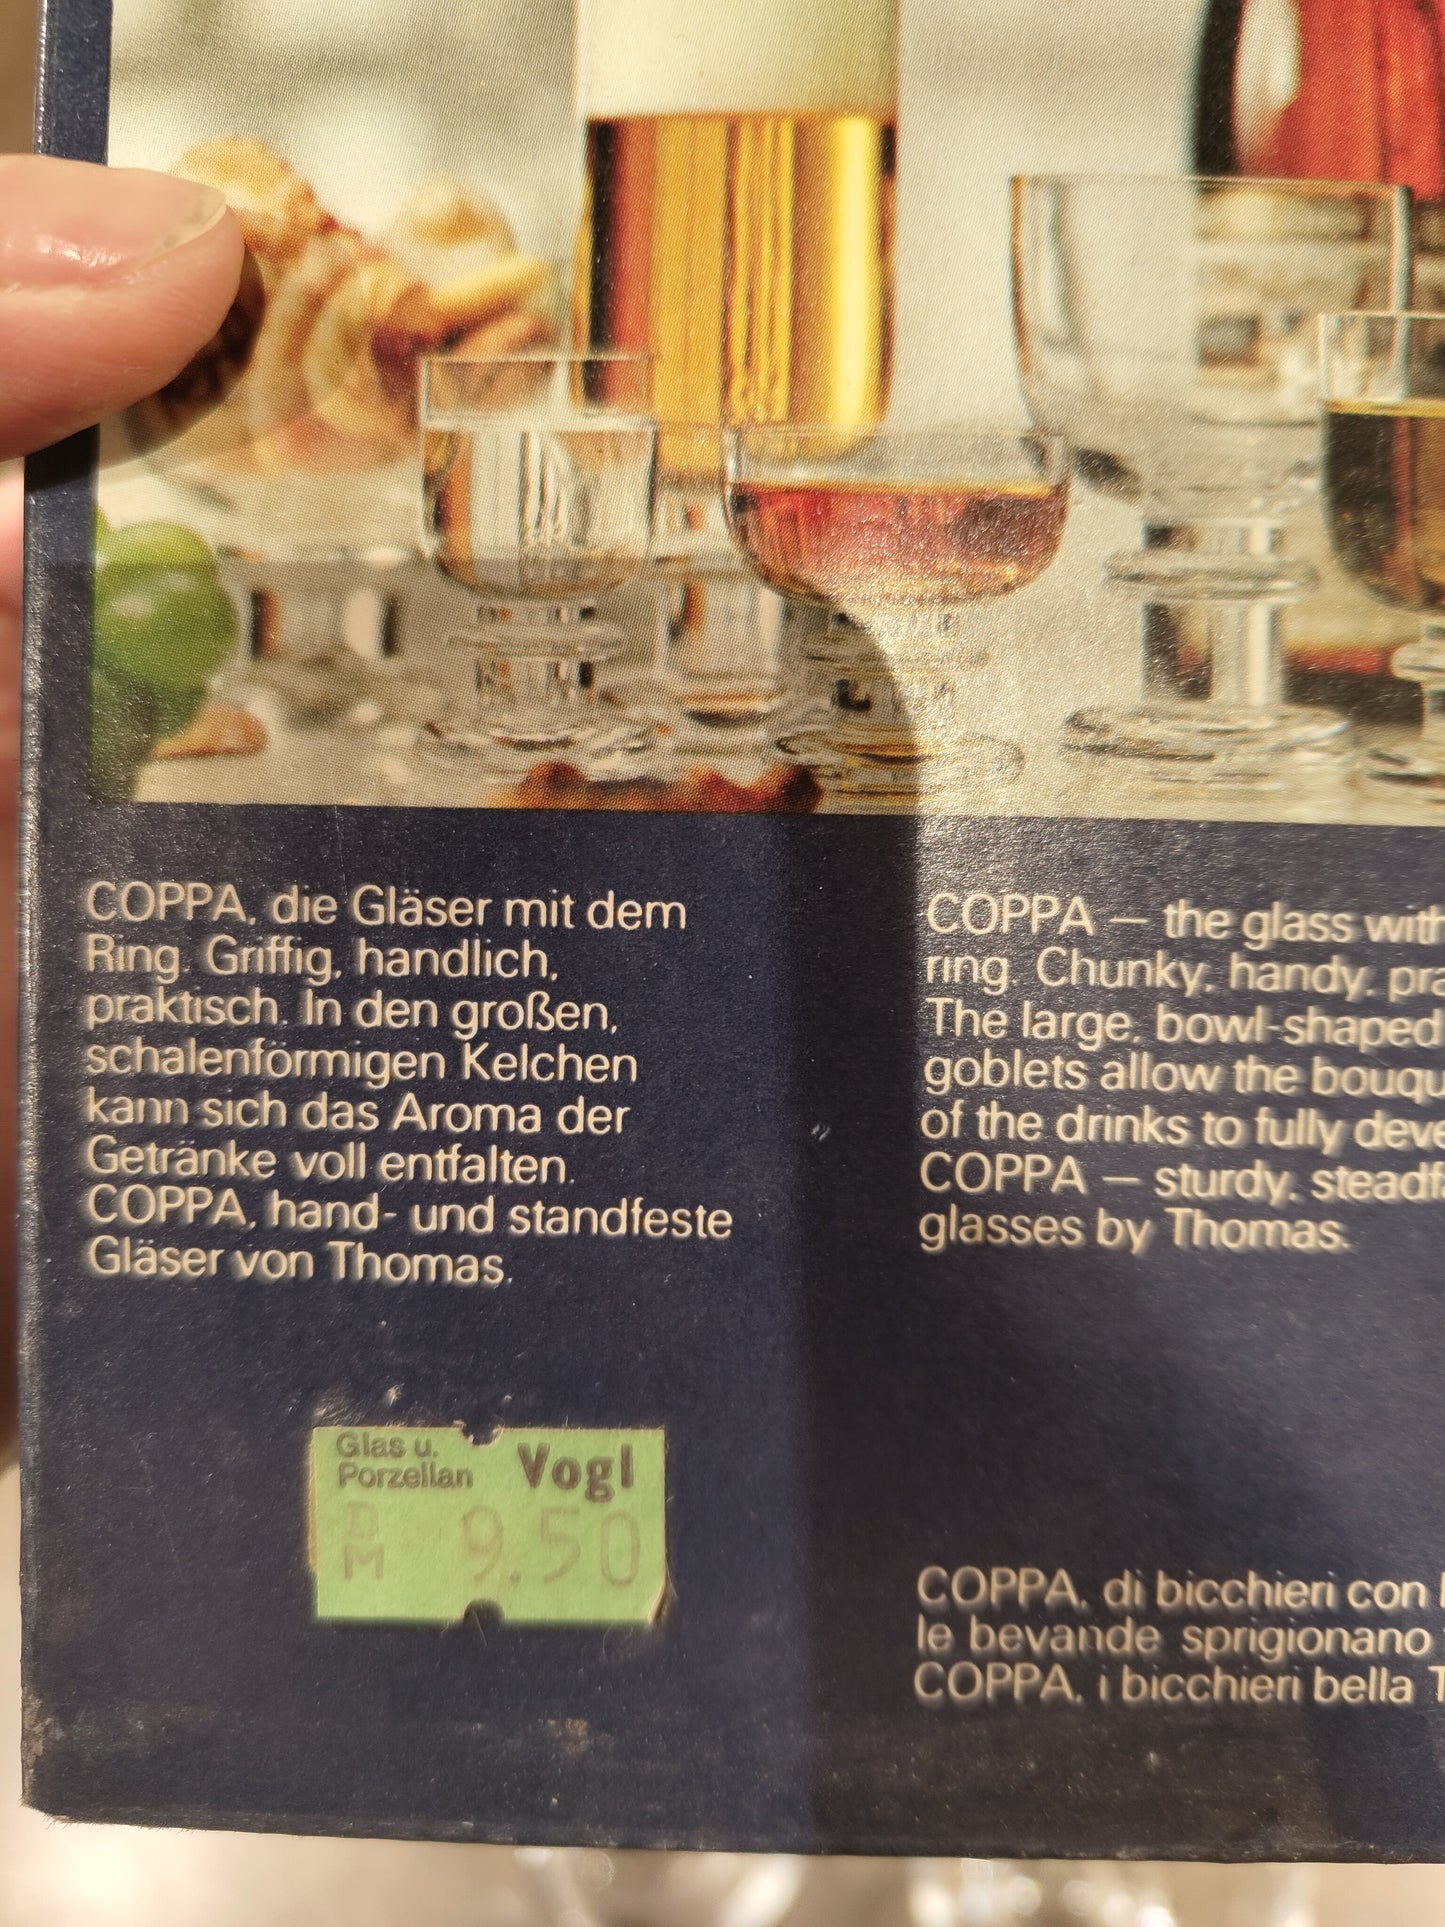 COPPA, die Gläser mit dem
Ring. Griffig, handlich,
praktisch. In den großen,
schalenförmigen Kelchen
kann sich das Aroma der
Getränke voll entfalten.
COPPA, hand- und standfeste
Gläser von Thomas.
COPPA — the glass with
ring. Chunky, handy,
The large, bowl-shaped
goblets allow the
of the drinks to fully
COPPA — sturdy,
glasses by Thomas.
Glas u.
Porzellan
Vogl
DM 9.50
COPPA, di bicchieri con
le bevande sprigionano
COPPA, i bicchieri bella